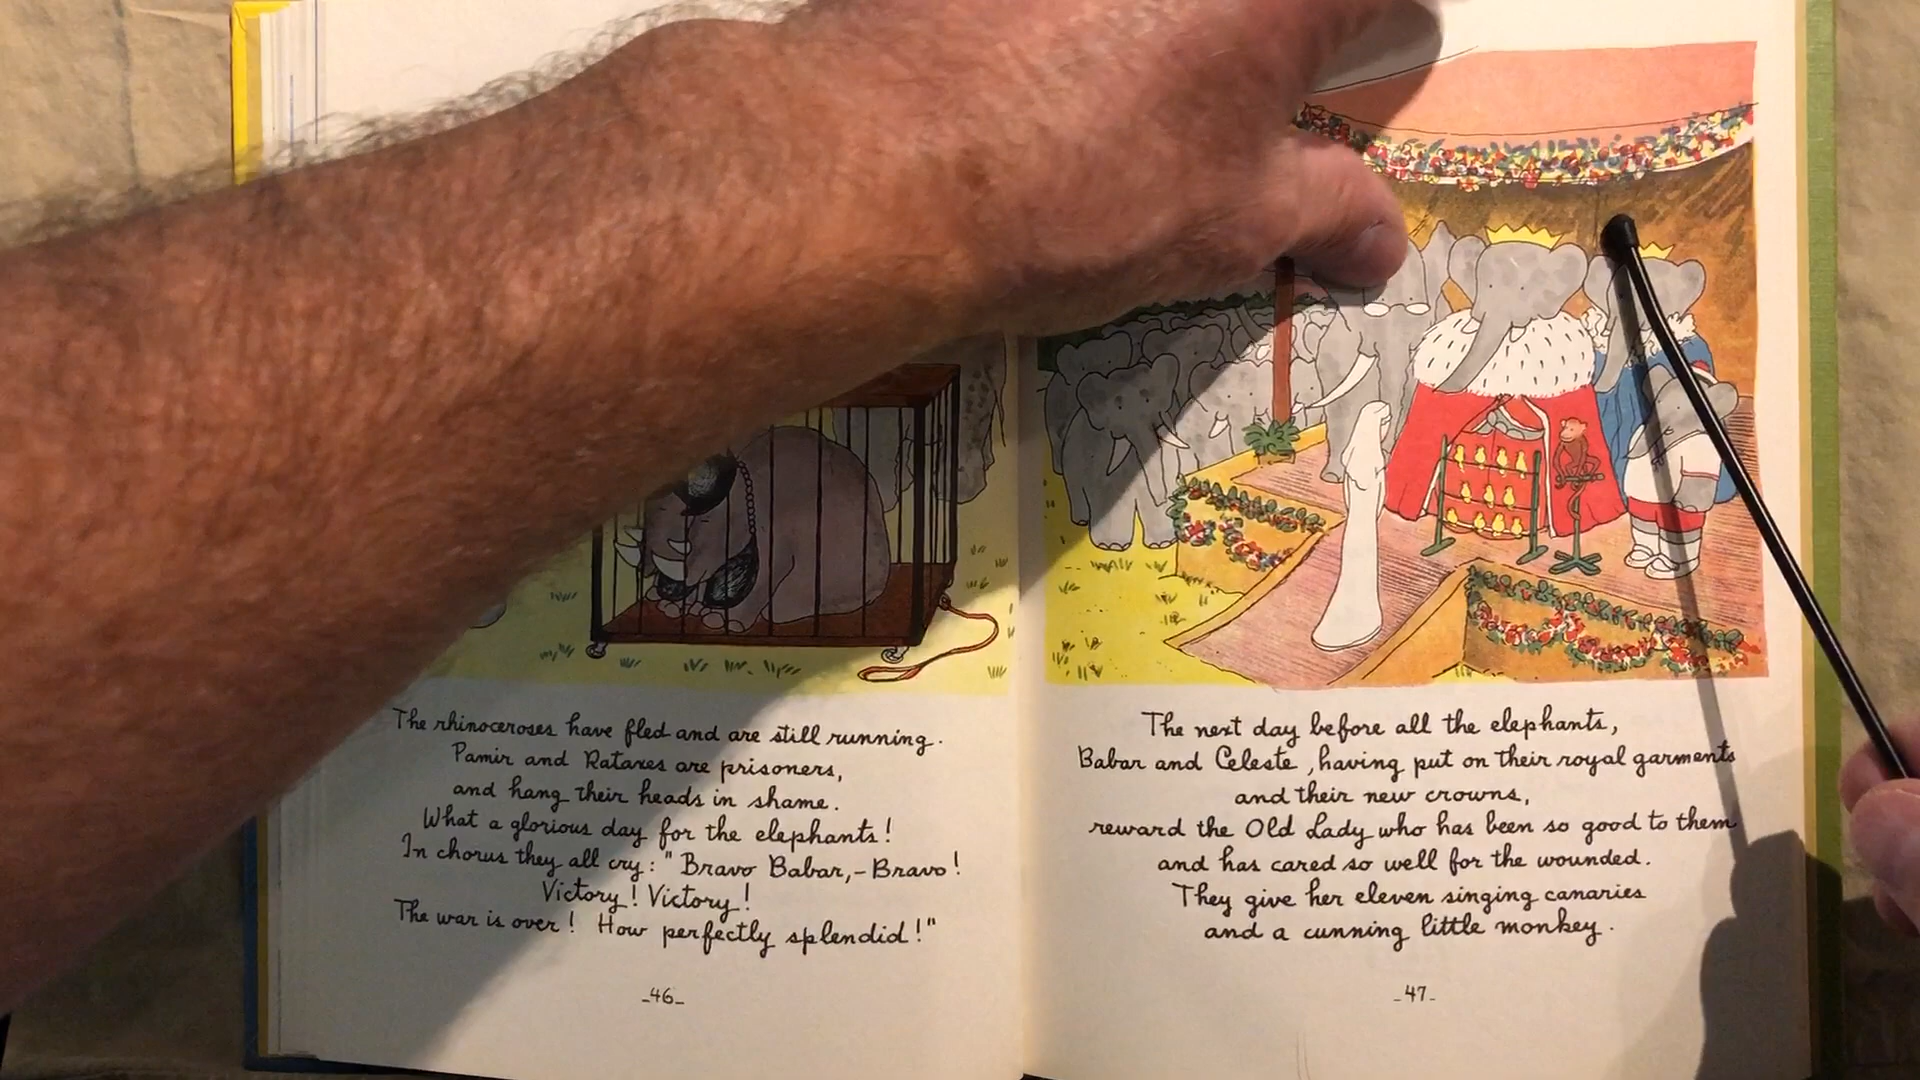 The rhinoceroses have fled and are still running.
Pamir and Rataxes are prisoners,
and hang their heads in shame.
What a glorious day for the elephants!
In chorus they all cry: "Bravo Babar,-Bravo!
Victory! Victory!
The war is over! How perfectly splendid!"
_46_
The next day before all the elephants,
Babar and Celeste, having put on their royal garments
and their new crowns,
reward the Old Lady who has been so good to them
and has cared so well for the wounded.
They give her eleven singing canaries
and a cunning little monkey.
_47_